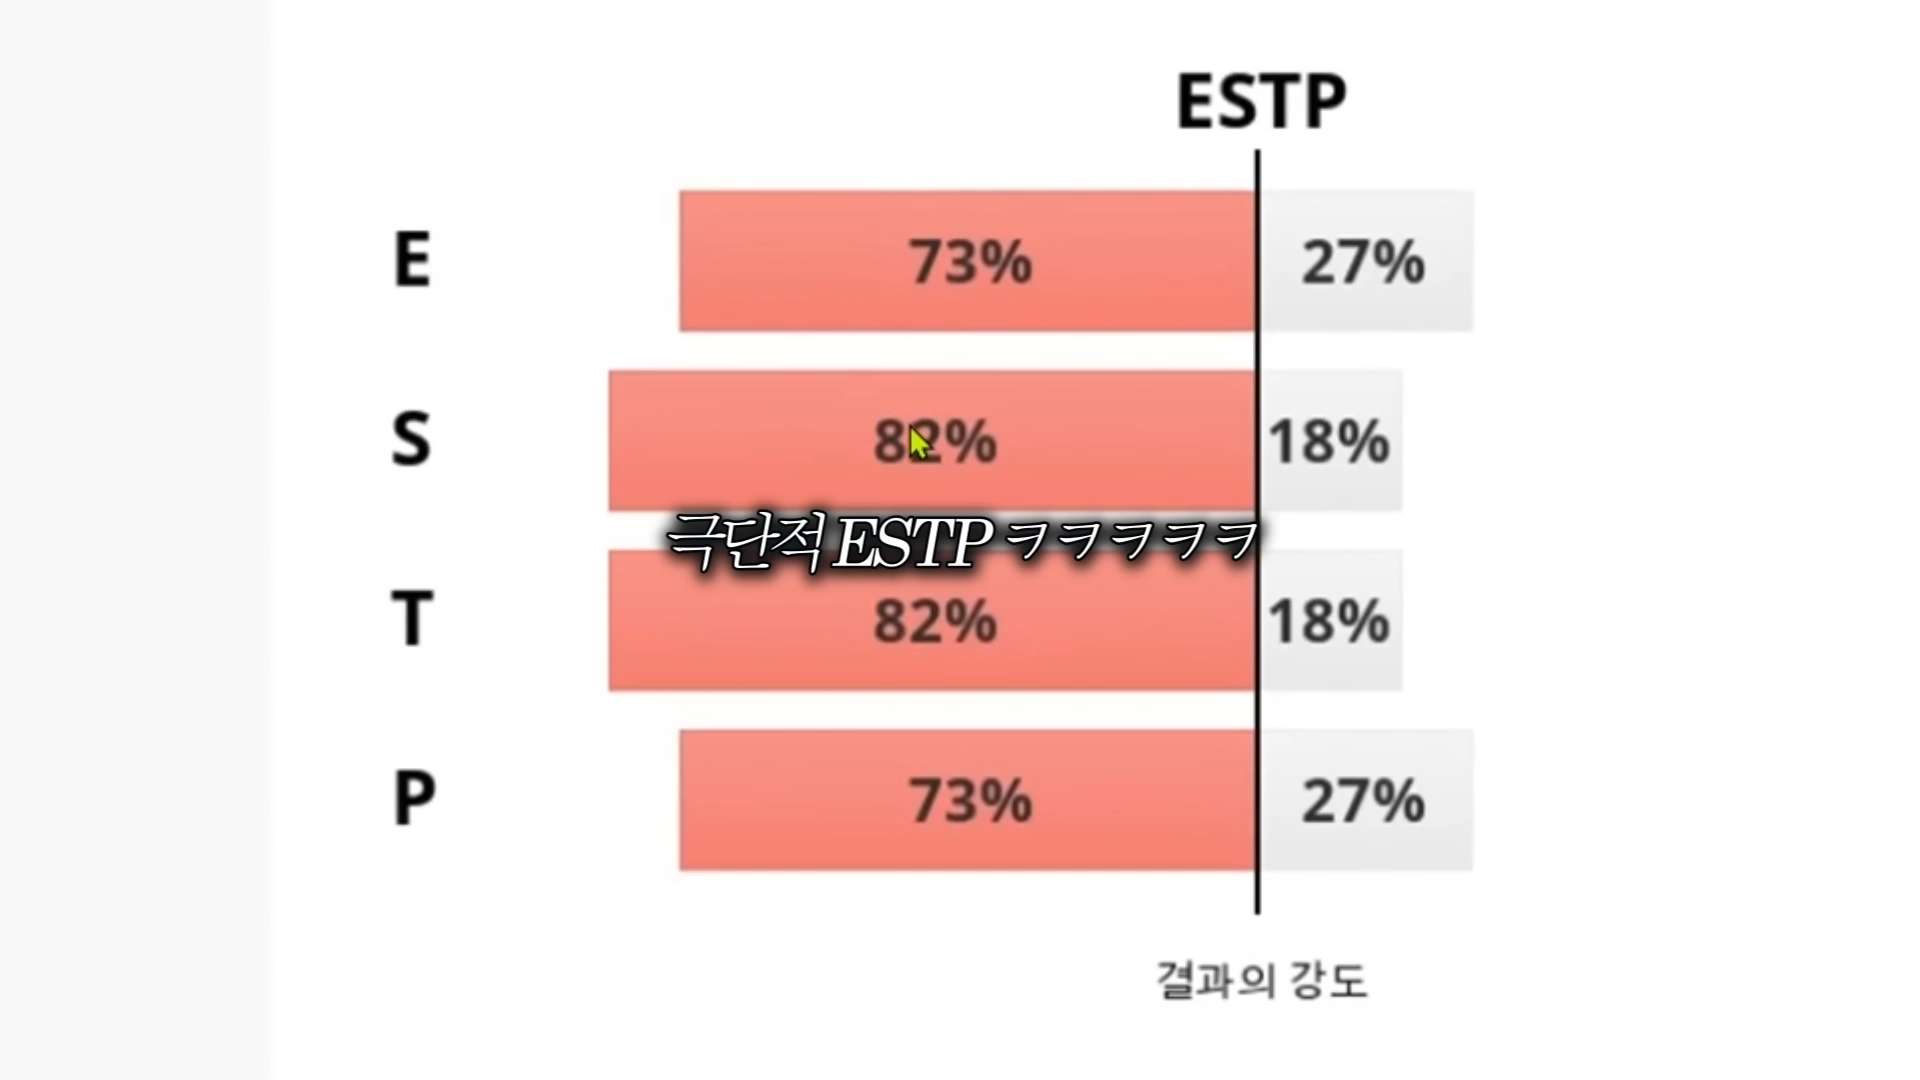 ESTP
E 73% 27%
S 82% 18%
극단적 ESTP ㅋㅋㅋㅋㅋ
T 82% 18%
P 73% 27%
결과의 강도